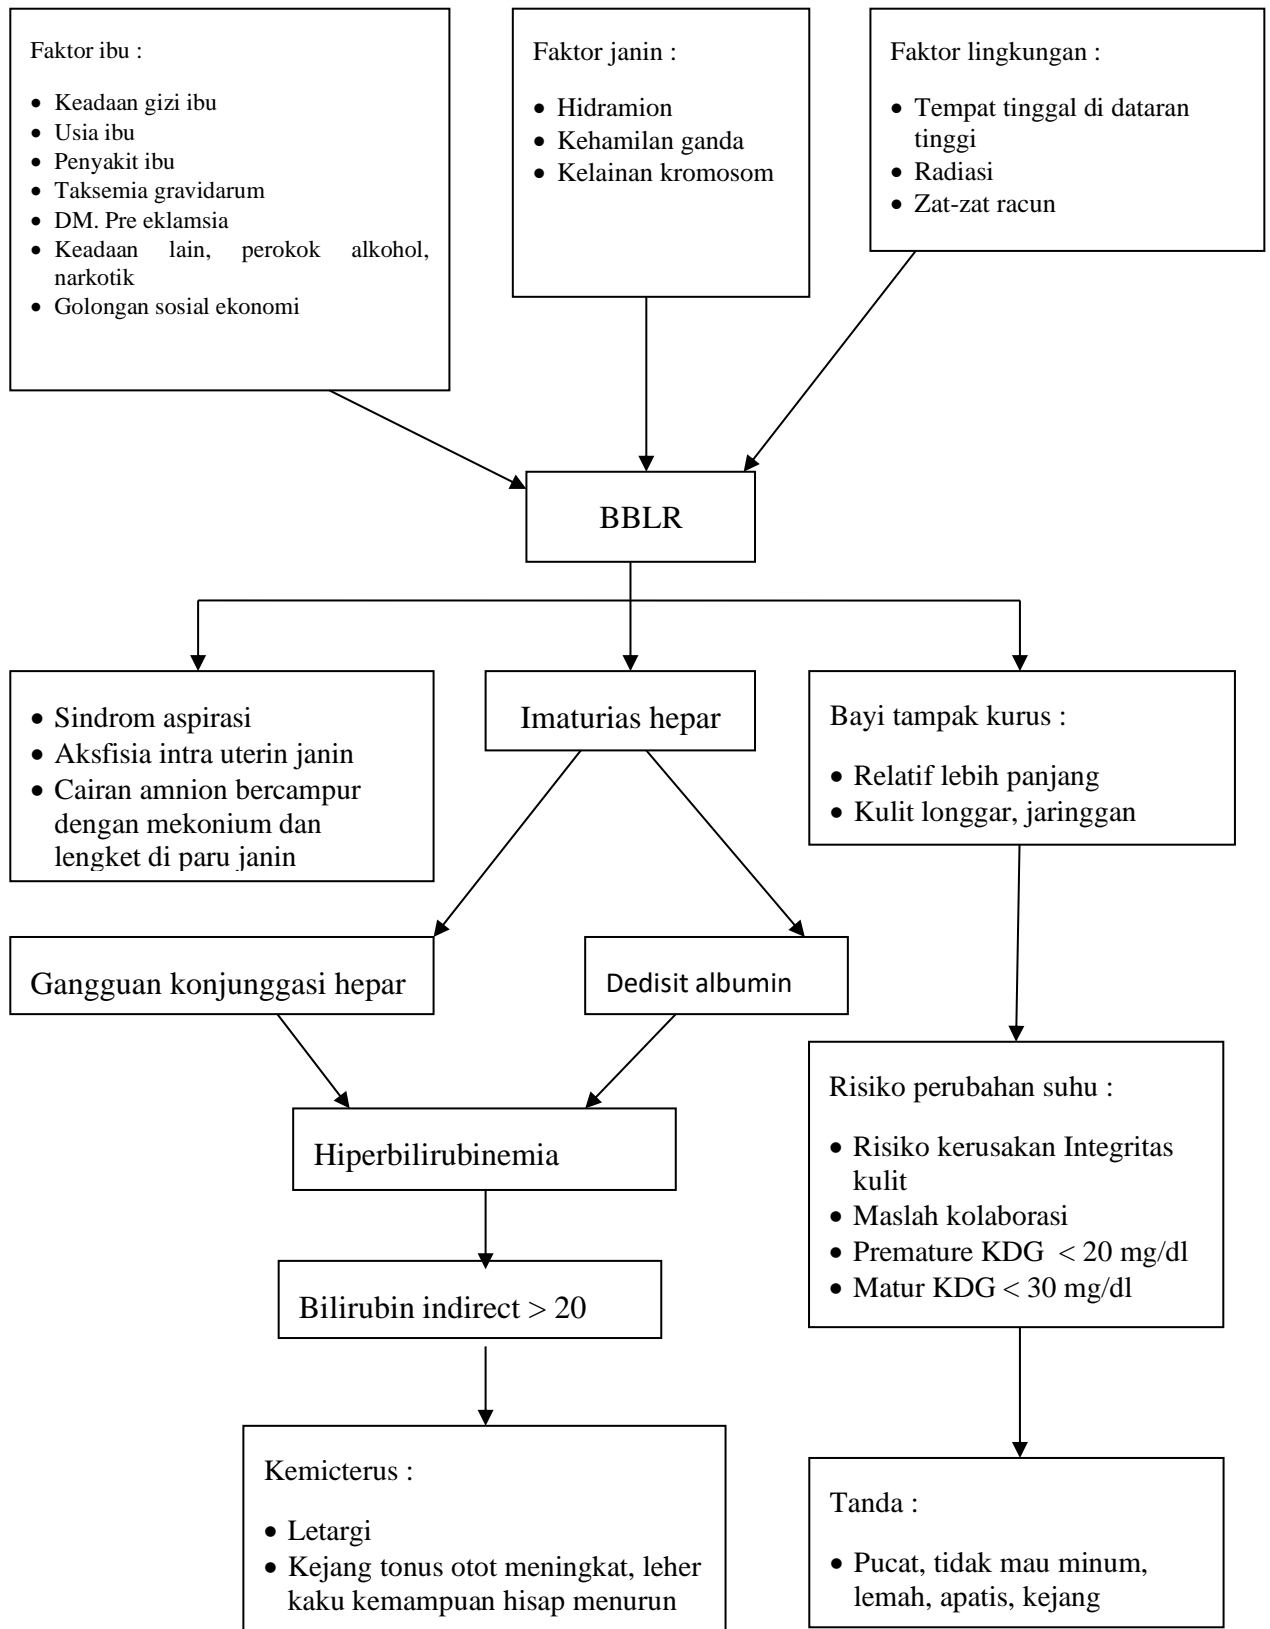 Faktor ibu :
• Keadaan gizi ibu
• Usia ibu
• Penyakit ibu
• Taksemia gravidarum
• DM. Pre eklamsia
• Keadaan lain, perokok alkohol,
narkotik
• Golongan sosial ekonomi
Faktor janin :
• Hidramion
• Kehamilan ganda
• Kelainan kromosom
Faktor lingkungan :
• Tempat tinggal di dataran
tinggi
• Radiasi
• Zat-zat racun
BBLR
• Sindrom aspirasi
• Aksfisia intra uterin janin
• Cairan amnion bercampur
dengan mekonium dan
lengket di paru janin
Imaturias hepar
Bayi tampak kurus :
• Relatif lebih panjang
• Kulit longgar, jaringgan
Gangguan konjunggasi hepar
Dedisit albumin
Risiko perubahan suhu :
• Risiko kerusakan Integritas
kulit
• Maslah kolaborasi
• Premature KDG < 20 mg/dl
• Matur KDG < 30 mg/dl
Hiperbilirubinemia
Bilirubin indirect > 20
Kemicterus :
• Letargi
• Kejang tonus otot meningkat, leher
kaku kemampuan hisap menurun
Tanda :
• Pucat, tidak mau minum,
lemah, apatis, kejang